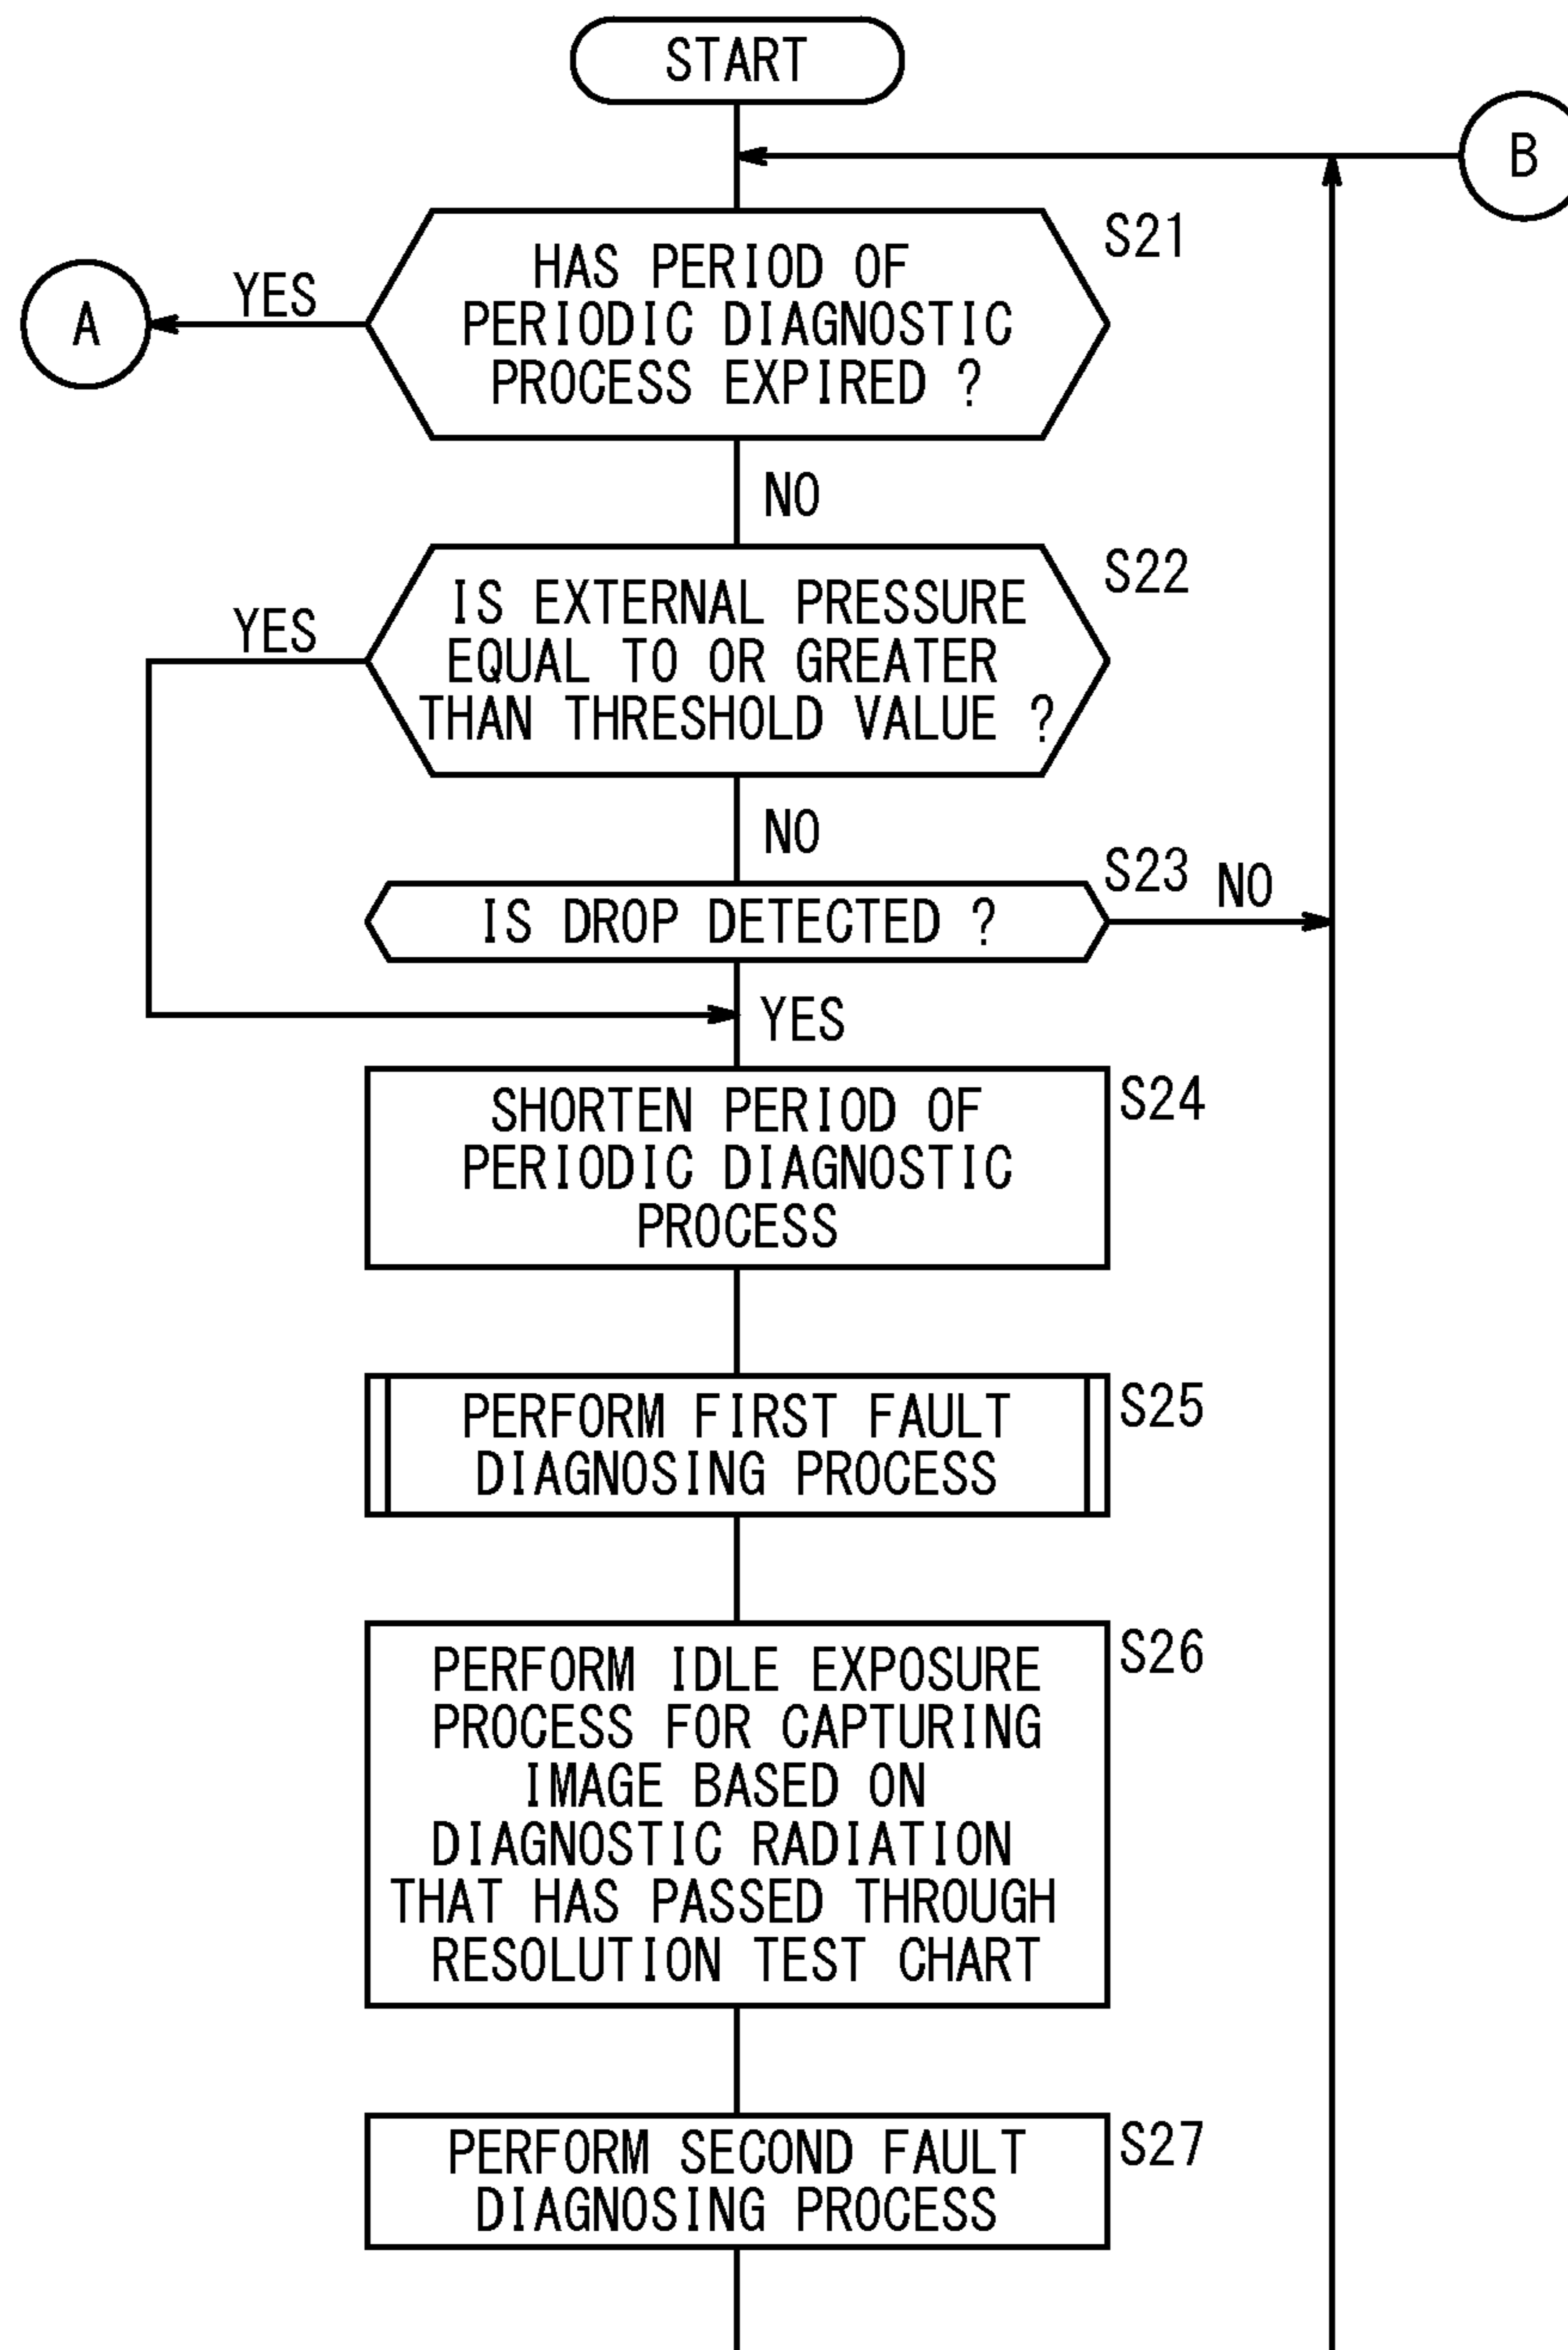 START
B
S21
HAS PERIOD OF
PERIODIC DIAGNOSTIC
PROCESS EXPIRED ?
YES
A
NO
S22
IS EXTERNAL PRESSURE
EQUAL TO OR GREATER
THAN THRESHOLD VALUE ?
YES
NO
S23
NO
IS DROP DETECTED ?
YES
S24
SHORTEN PERIOD OF
PERIODIC DIAGNOSTIC
PROCESS
S25
PERFORM FIRST FAULT
DIAGNOSING PROCESS
S26
PERFORM IDLE EXPOSURE
PROCESS FOR CAPTURING
IMAGE BASED ON
DIAGNOSTIC RADIATION
THAT HAS PASSED THROUGH
RESOLUTION TEST CHART
S27
PERFORM SECOND FAULT
DIAGNOSING PROCESS